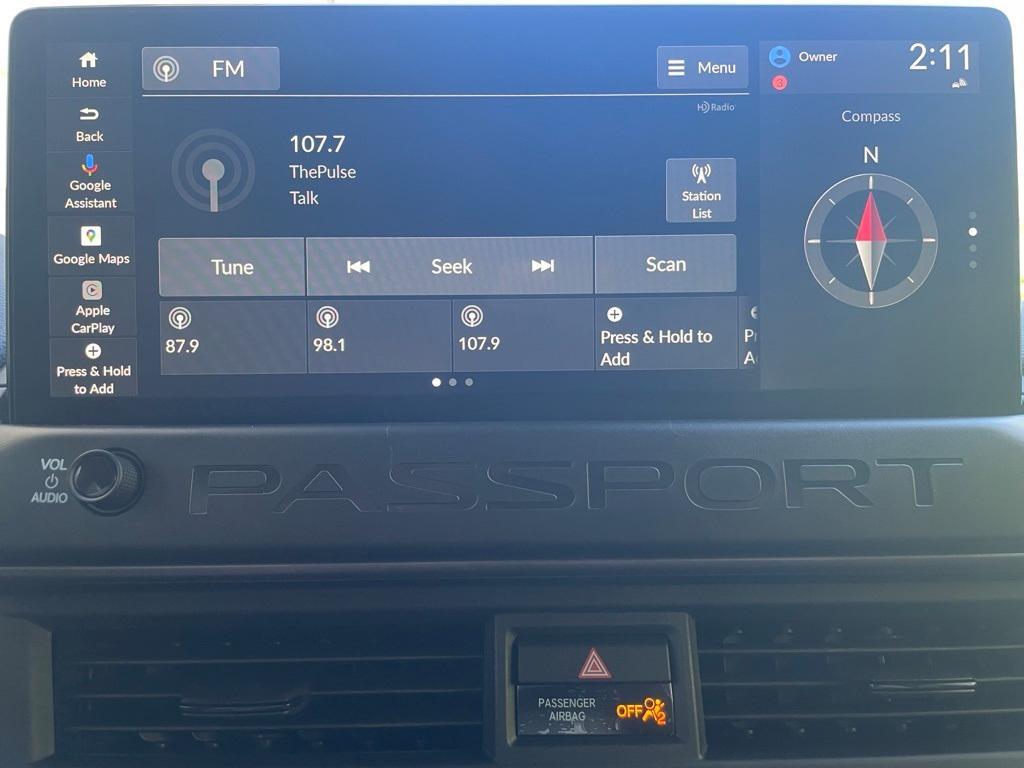 Home
Back
Google
Assistant
Google Maps
Apple
CarPlay
Press & Hold
to Add
FM
Menu
HD Radio
107.7
ThePulse
Talk
Station
List
Tune
Seek
Scan
87.9
98.1
107.9
Press & Hold to
Add
P
A
Owner
3
2:11
Compass
N
VOL
AUDIO
PASSPORT
PASSENGER
AIRBAG
OFF
2